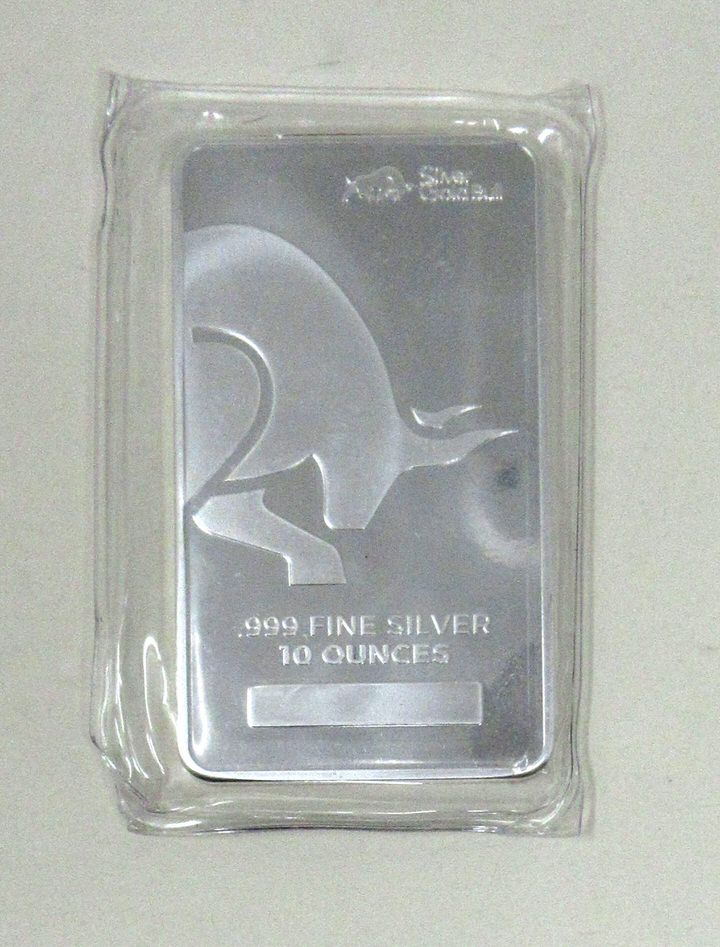 Silver
Gold Bull
.999 FINE SILVER
10 OUNCES